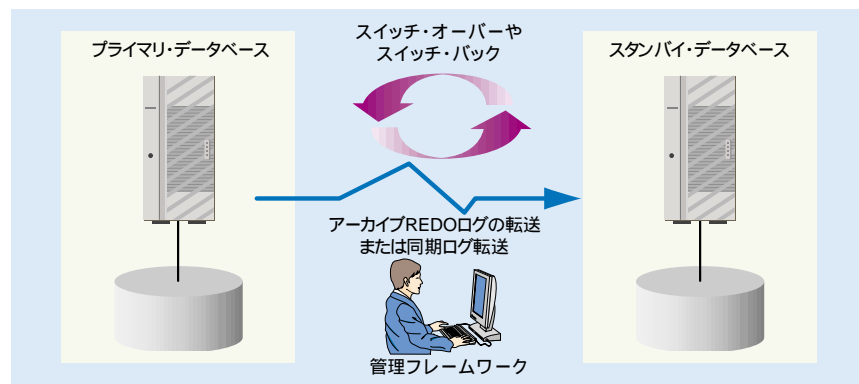 プライマリ・データベース
スイッチ・オーバーや
スイッチ・バック
スタンバイ・データベース
アーカイブREDOログの転送
または同期ログ転送
管理フレームワーク